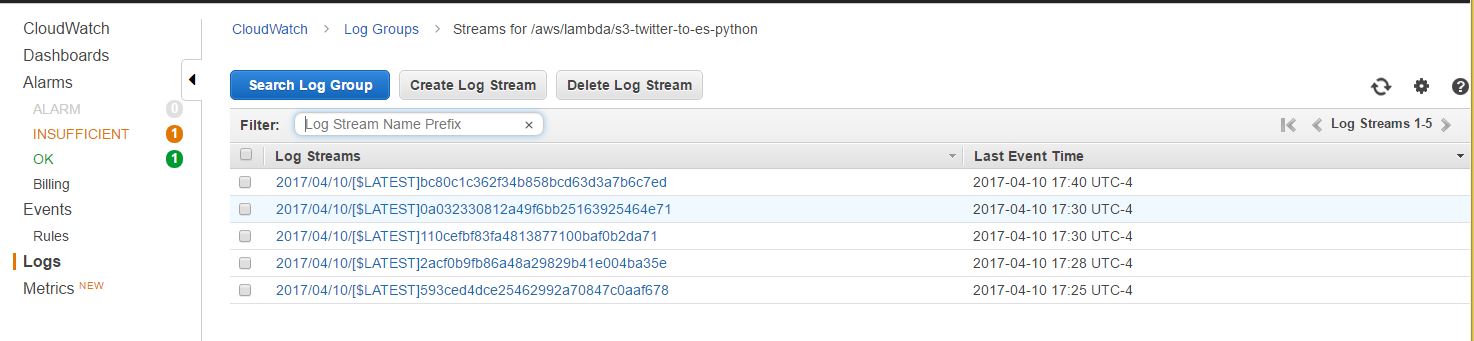 CloudWatch
Dashboards
Alarms
ALARM 0
INSUFFICIENT 1
OK 1
Billing
Events
Rules
Logs
Metrics NEW
CloudWatch > Log Groups > Streams for /aws/lambda/s3-twitter-to-es-python
Search Log Group Create Log Stream Delete Log Stream
Filter: Log Stream Name Prefix × Log Streams 1-5
Log Streams Last Event Time
2017/04/10/[$LATEST]bc80c1c362f34b858bcd63d3a7b6c7ed 2017-04-10 17:40 UTC-4
2017/04/10/[$LATEST]0a032330812a49f6bb25163925464e71 2017-04-10 17:30 UTC-4
2017/04/10/[$LATEST]110cefbf83fa4813877100baf0b2da71 2017-04-10 17:30 UTC-4
2017/04/10/[$LATEST]2acf0b9fb86a48a29829b41e004ba35e 2017-04-10 17:28 UTC-4
2017/04/10/[$LATEST]593ced4dce25462992a70847c0aaf678 2017-04-10 17:25 UTC-4